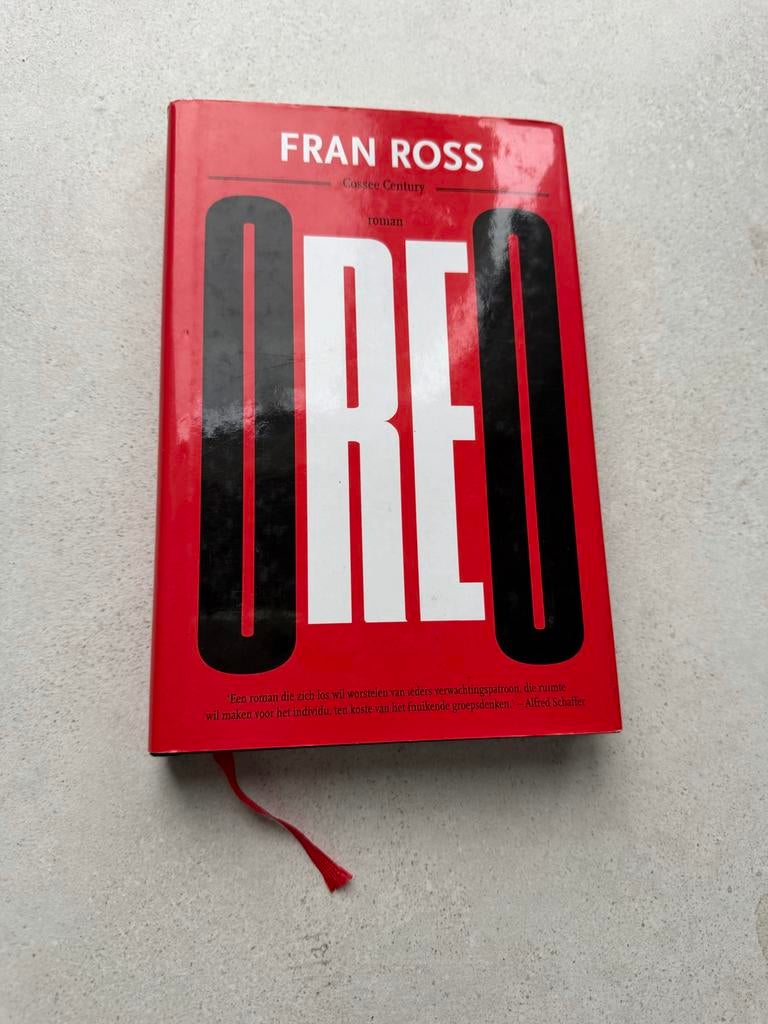 FRAN ROSS
Cossee Century
roman
OREO
'Een roman die zich los wil worstelen van ieders verwachtingspatroon, die ruimte
wil maken voor het individu, ten koste van het fnuikende groepsdenken.' – Alfred Schaffer